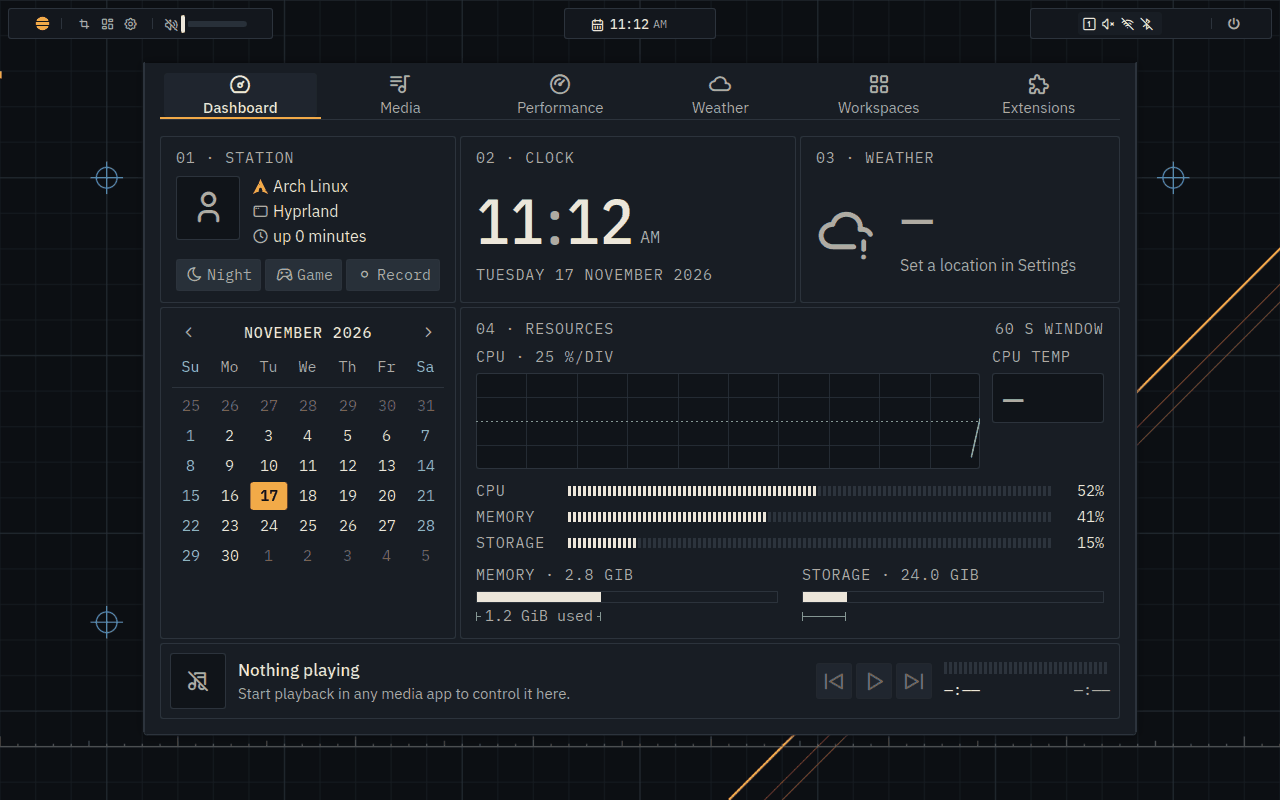 11:12 AM
1
Dashboard
Media
Performance
Weather
Workspaces
Extensions
01 · STATION
Arch Linux
Hyprland
up 0 minutes
Night
Game
Record
02 · CLOCK
11:12 AM
TUESDAY 17 NOVEMBER 2026
03 · WEATHER
—
Set a location in Settings
NOVEMBER 2026
Su Mo Tu We Th Fr Sa
25 26 27 28 29 30 31
1 2 3 4 5 6 7
8 9 10 11 12 13 14
15 16 17 18 19 20 21
22 23 24 25 26 27 28
29 30 1 2 3 4 5
04 · RESOURCES
60 S WINDOW
CPU · 25 %/DIV
CPU TEMP
—
CPU 52%
MEMORY 41%
STORAGE 15%
MEMORY · 2.8 GIB
STORAGE · 24.0 GIB
1.2 GiB used
Nothing playing
Start playback in any media app to control it here.
—:——
—:——